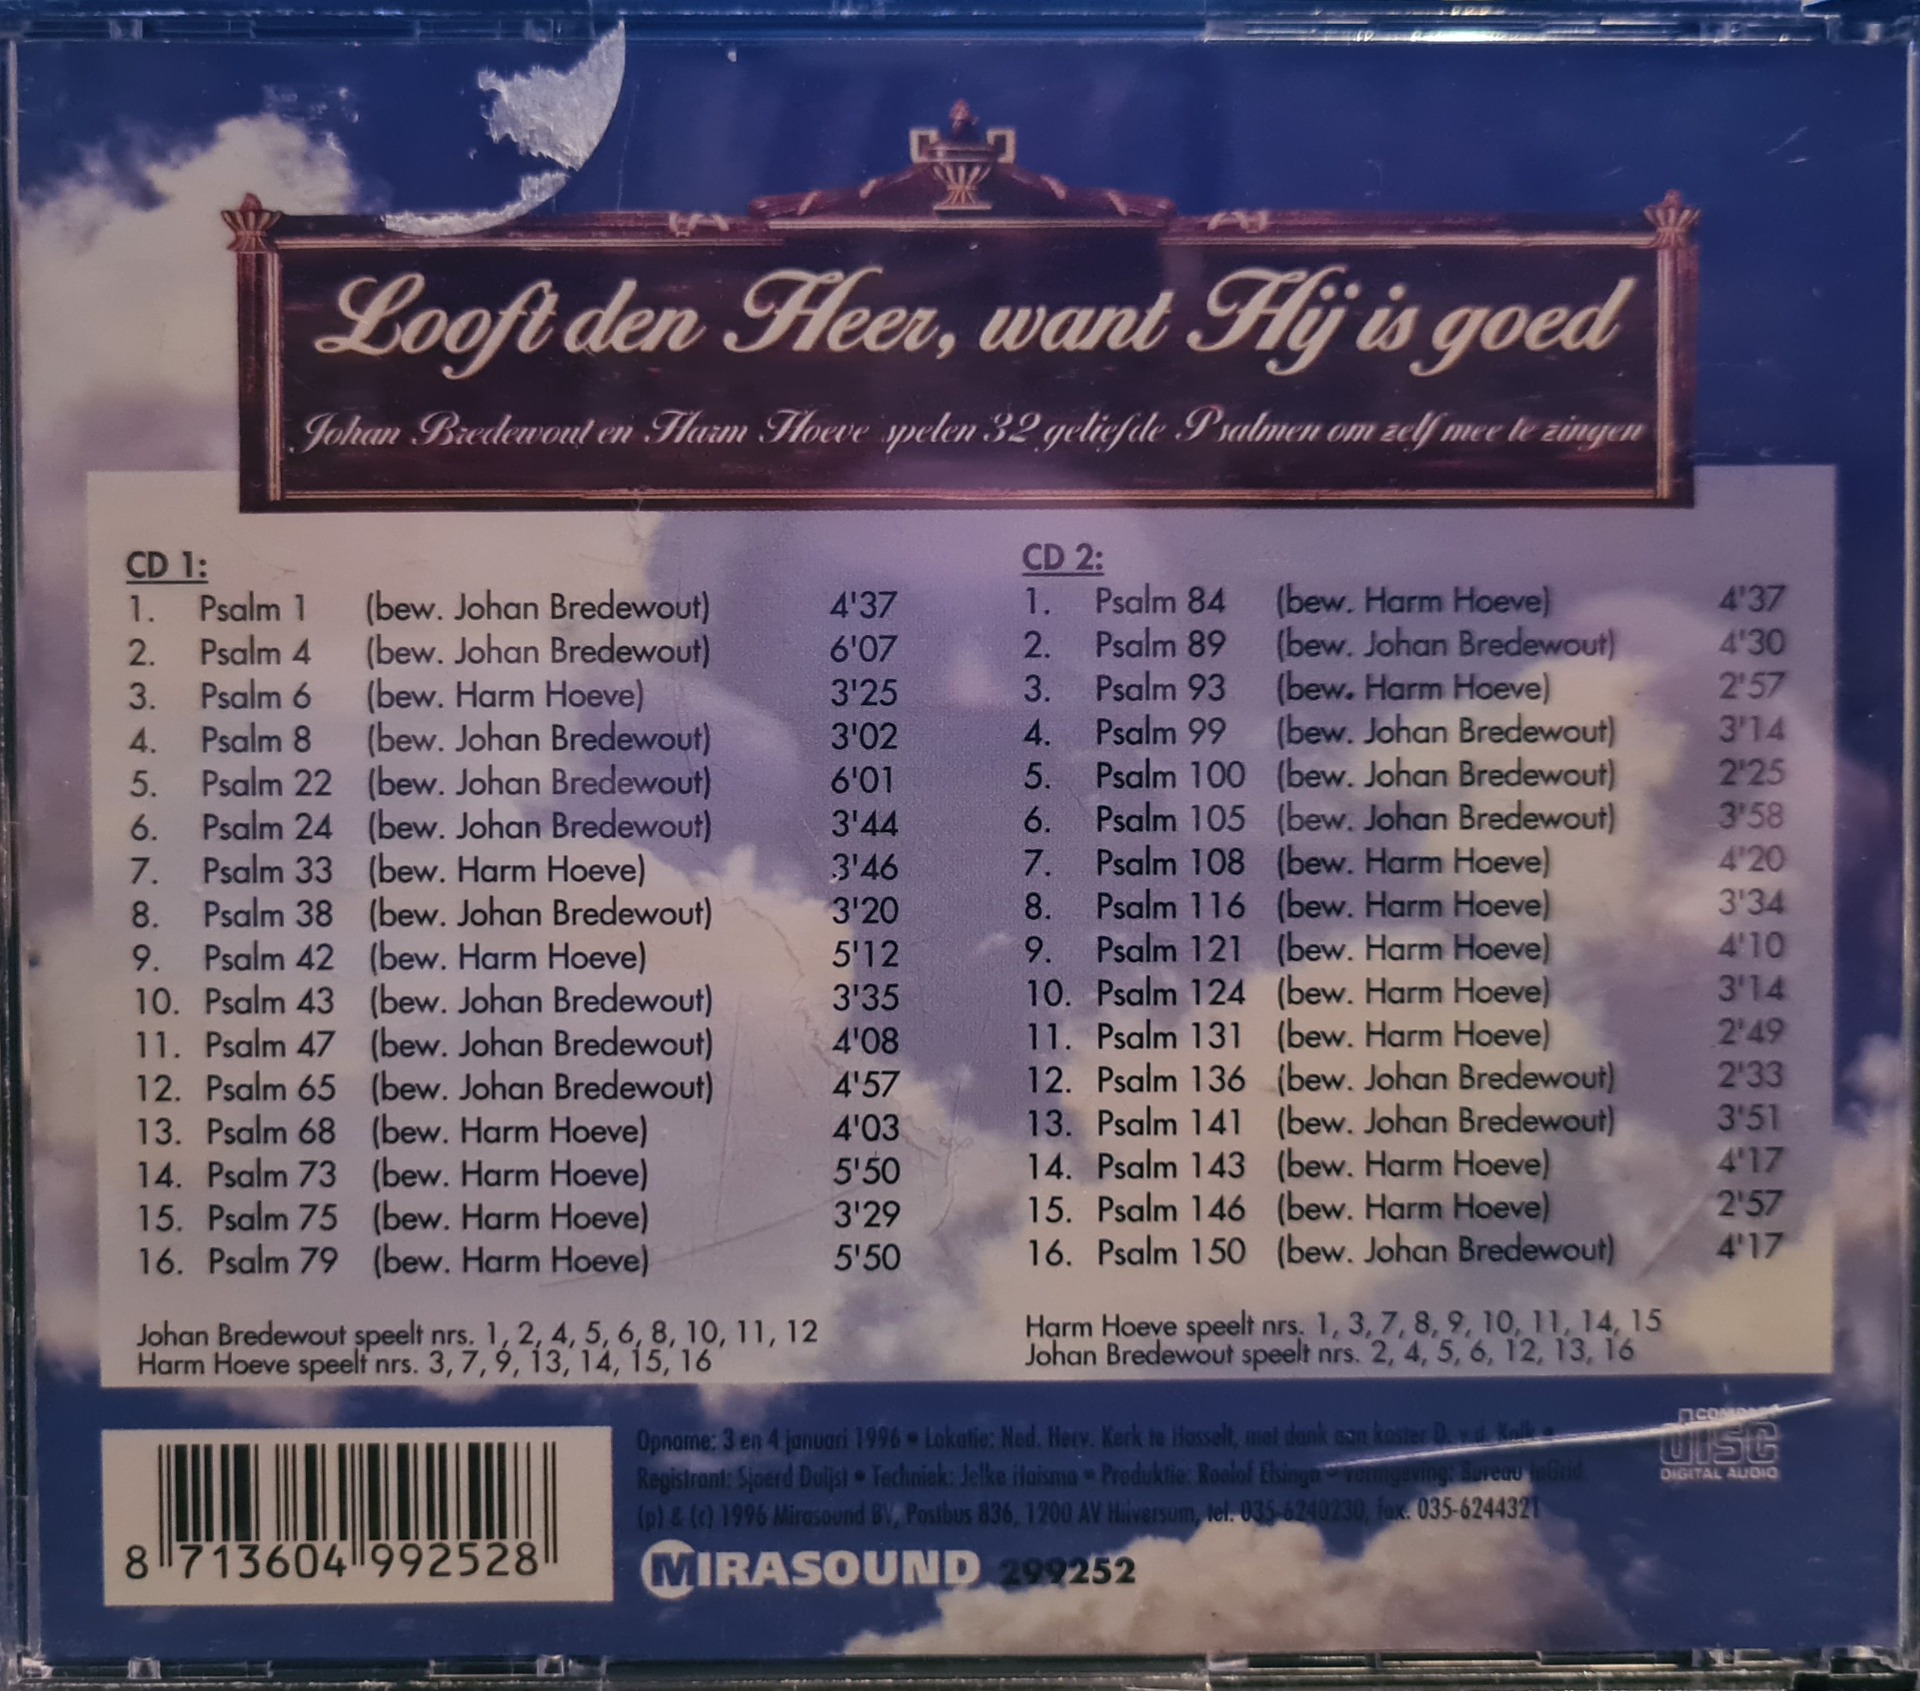 Looft den Heer, want Hij is goed
Johan Bredewout en Harm Hoeve spelen 32 geliefde Psalmen om zelf mee te zingen
CD 1:
1. Psalm 1 (bew. Johan Bredewout) 4'37
2. Psalm 4 (bew. Johan Bredewout) 6'07
3. Psalm 6 (bew. Harm Hoeve) 3'25
4. Psalm 8 (bew. Johan Bredewout) 3'02
5. Psalm 22 (bew. Johan Bredewout) 6'01
6. Psalm 24 (bew. Johan Bredewout) 3'44
7. Psalm 33 (bew. Harm Hoeve) 3'46
8. Psalm 38 (bew. Johan Bredewout) 3'20
9. Psalm 42 (bew. Harm Hoeve) 5'12
10. Psalm 43 (bew. Johan Bredewout) 3'35
11. Psalm 47 (bew. Johan Bredewout) 4'08
12. Psalm 65 (bew. Johan Bredewout) 4'57
13. Psalm 68 (bew. Harm Hoeve) 4'03
14. Psalm 73 (bew. Harm Hoeve) 5'50
15. Psalm 75 (bew. Harm Hoeve) 3'29
16. Psalm 79 (bew. Harm Hoeve) 5'50
Johan Bredewout speelt nrs. 1, 2, 4, 5, 6, 8, 10, 11, 12
Harm Hoeve speelt nrs. 3, 7, 9, 13, 14, 15, 16
CD 2:
1. Psalm 84 (bew. Harm Hoeve) 4'37
2. Psalm 89 (bew. Johan Bredewout) 4'30
3. Psalm 93 (bew. Harm Hoeve) 2'57
4. Psalm 99 (bew. Johan Bredewout) 3'14
5. Psalm 100 (bew. Johan Bredewout) 2'25
6. Psalm 105 (bew. Johan Bredewout) 3'58
7. Psalm 108 (bew. Harm Hoeve) 4'20
8. Psalm 116 (bew. Harm Hoeve) 3'34
9. Psalm 121 (bew. Harm Hoeve) 4'10
10. Psalm 124 (bew. Harm Hoeve) 3'14
11. Psalm 131 (bew. Harm Hoeve) 2'49
12. Psalm 136 (bew. Johan Bredewout) 2'33
13. Psalm 141 (bew. Johan Bredewout) 3'51
14. Psalm 143 (bew. Harm Hoeve) 4'17
15. Psalm 146 (bew. Harm Hoeve) 2'57
16. Psalm 150 (bew. Johan Bredewout) 4'17
Harm Hoeve speelt nrs. 1, 3, 7, 8, 9, 10, 11, 14, 15
Johan Bredewout speelt nrs. 2, 4, 5, 6, 12, 13, 16
Opname: 3 en 4 januari 1996 • Lokatie: Ned. Herv. Kerk te Hasselt, met dank aan koster D. v.d. Kolk •
Registrant: Sjoerd Duijst • Techniek: Jelke Haisma • Produktie: Roelof Elsinga • Vormgeving: Bureau InGrid
(p) & (c) 1996 Mirasound BV, Postbus 836, 1200 AV Hilversum, tel. 035-6240230, fax. 035-6244321
MIRASOUND 299252
8 713604 992528
COMPACT
DISC
DIGITAL AUDIO